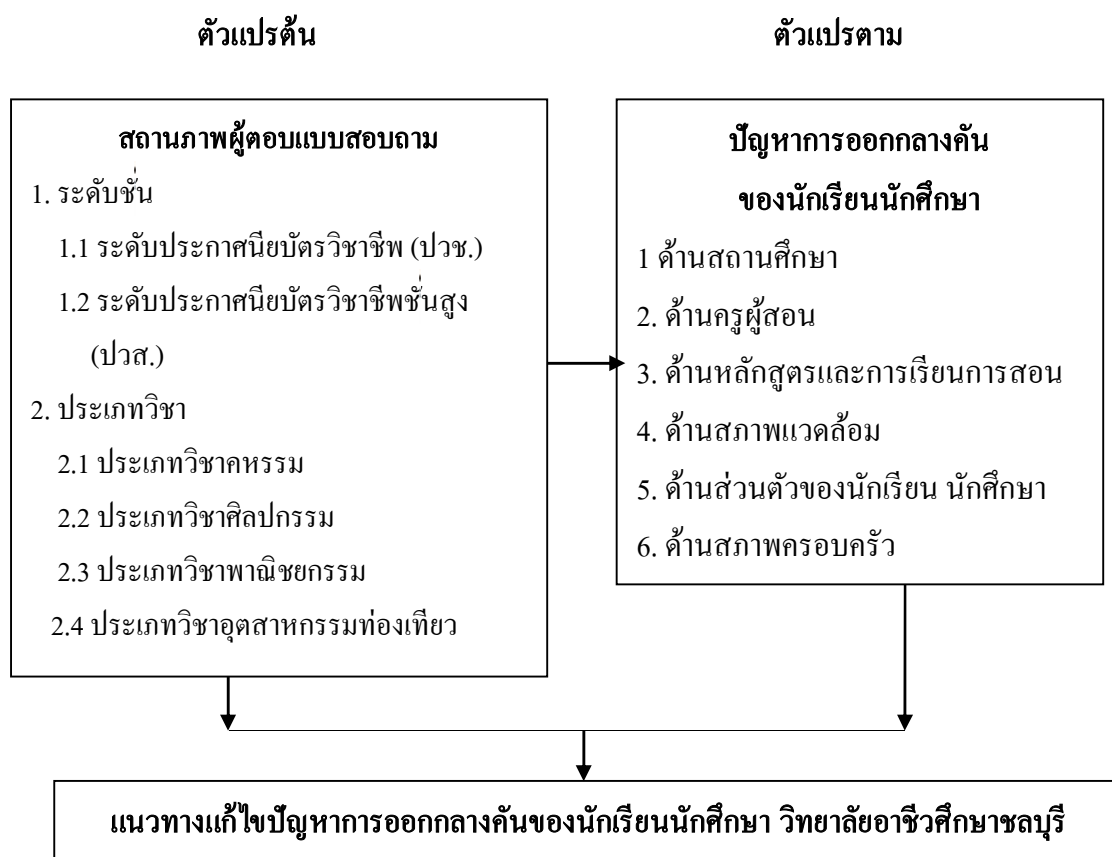 ตัวแปรต้น
ตัวแปรตาม
สถานภาพผู้ตอบแบบสอบถาม
1. ระดับชั้น
1.1 ระดับประกาศนียบัตรวิชาชีพ (ปวช.)
1.2 ระดับประกาศนียบัตรวิชาชีพชั้นสูง
(ปวส.)
2. ประเภทวิชา
2.1 ประเภทวิชาคหรรม
2.2 ประเภทวิชาศิลปกรรม
2.3 ประเภทวิชาพาณิชยกรรม
2.4 ประเภทวิชาอุตสาหกรรมท่องเที่ยว
ปัญหาการออกกลางคัน
ของนักเรียนนักศึกษา
1 ด้านสถานศึกษา
2. ด้านครูผู้สอน
3. ด้านหลักสูตรและการเรียนการสอน
4. ด้านสภาพแวดล้อม
5. ด้านส่วนตัวของนักเรียน นักศึกษา
6. ด้านสภาพครอบครัว
แนวทางแก้ไขปัญหาการออกกลางคันของนักเรียนนักศึกษา วิทยาลัยอาชีวศึกษาชลบุรี